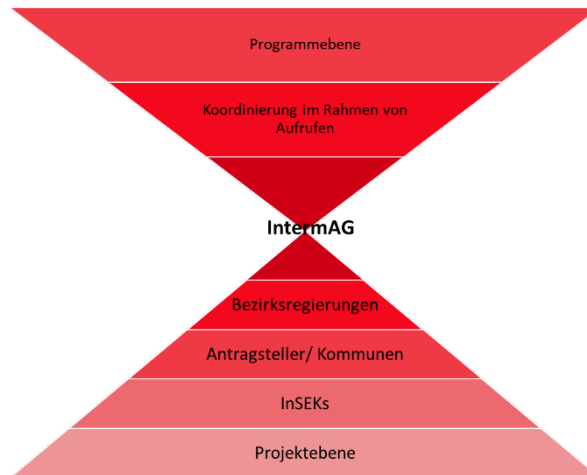 Programmebene
Koordinierung im Rahmen von
Aufrufen
IntermAG
Bezirksregierungen
Antragsteller/ Kommunen
InSEKs
Projektebene